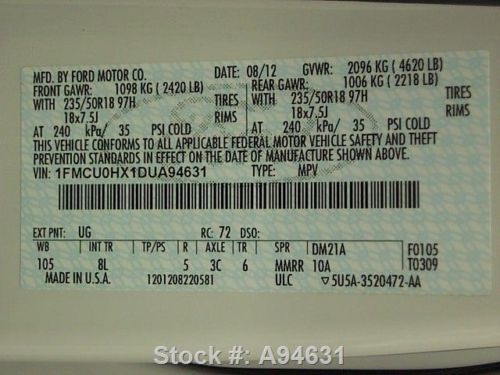 MFD. BY FORD MOTOR CO. DATE: 08/12 GVWR: 2096 KG ( 4620 LB)
FRONT GAWR: 1098 KG ( 2420 LB) REAR GAWR: 1006 KG ( 2218 LB)
WITH 235/50R18 97H TIRES WITH 235/50R18 97H TIRES
18x7.5J RIMS 18x7.5J RIMS
AT 240 kPa/ 35 PSI COLD AT 240 kPa/ 35 PSI COLD
THIS VEHICLE CONFORMS TO ALL APPLICABLE FEDERAL MOTOR VEHICLE SAFETY AND THEFT
PREVENTION STANDARDS IN EFFECT ON THE DATE OF MANUFACTURE SHOWN ABOVE.
VIN: 1FMCU0HX1DUA94631 TYPE: MPV
EXT PNT: UG RC: 72 DSO:
WB INT TR TP/PS R AXLE TR SPR DM21A F0105
105 8L 5 3C 6 MMRR 10A T0309
MADE IN U.S.A. 1201208220581 ULC 5U5A-3520472-AA
Stock #: A94631